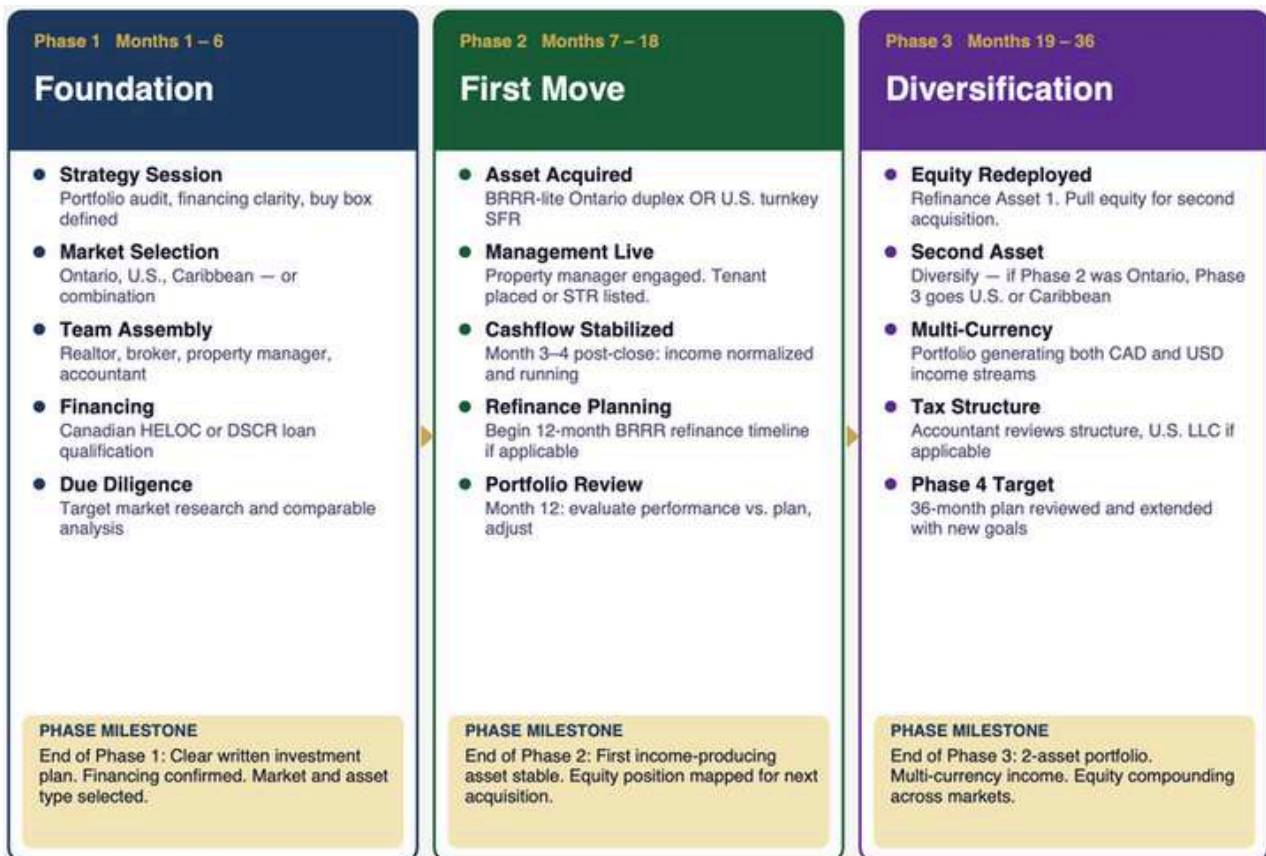 Phase 1 Months 1 – 6
Foundation
Strategy Session
Portfolio audit, financing clarity, buy box
defined
Market Selection
Ontario, U.S., Caribbean — or
combination
Team Assembly
Realtor, broker, property manager,
accountant
Financing
Canadian HELOC or DSCR loan
qualification
Due Diligence
Target market research and comparable
analysis
PHASE MILESTONE
End of Phase 1: Clear written investment
plan. Financing confirmed. Market and asset
type selected.
Phase 2 Months 7 – 18
First Move
Asset Acquired
BRRR-lite Ontario duplex OR U.S. turnkey
SFR
Management Live
Property manager engaged. Tenant
placed or STR listed.
Cashflow Stabilized
Month 3–4 post-close: income normalized
and running
Refinance Planning
Begin 12-month BRRR refinance timeline
if applicable
Portfolio Review
Month 12: evaluate performance vs. plan,
adjust
PHASE MILESTONE
End of Phase 2: First income-producing
asset stable. Equity position mapped for next
acquisition.
Phase 3 Months 19 – 36
Diversification
Equity Redeployed
Refinance Asset 1. Pull equity for second
acquisition.
Second Asset
Diversify — if Phase 2 was Ontario, Phase
3 goes U.S. or Caribbean
Multi-Currency
Portfolio generating both CAD and USD
income streams
Tax Structure
Accountant reviews structure, U.S. LLC if
applicable
Phase 4 Target
36-month plan reviewed and extended
with new goals
PHASE MILESTONE
End of Phase 3: 2-asset portfolio.
Multi-currency income. Equity compounding
across markets.